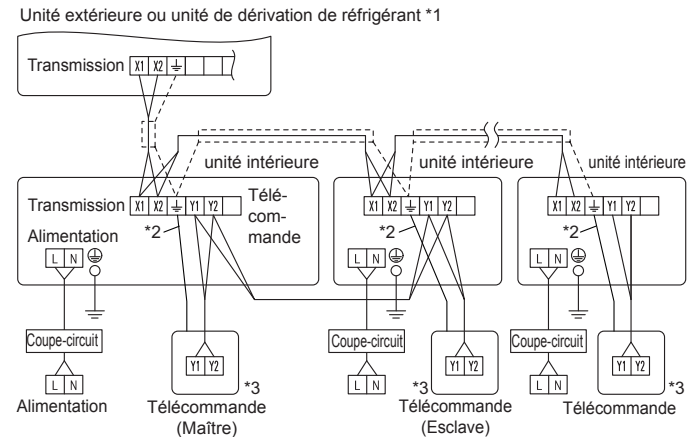 Unité extérieure ou unité de dérivation de réfrigérant *1
Transmission X1 X2
unité intérieure unité intérieure unité intérieure
Transmission X1 X2 Y1 Y2 Télé-
com-
mande
X1 X2 Y1 Y2
X1 X2 Y1 Y2
*2 *2 *2
Alimentation
L N L N L N
Coupe-circuit Coupe-circuit Coupe-circuit
Y1 Y2 Y1 Y2 Y1 Y2
L N L N L N
*3 *3 *3
Alimentation
Télécommande
(Maître)
Télécommande
(Esclave)
Télécommande